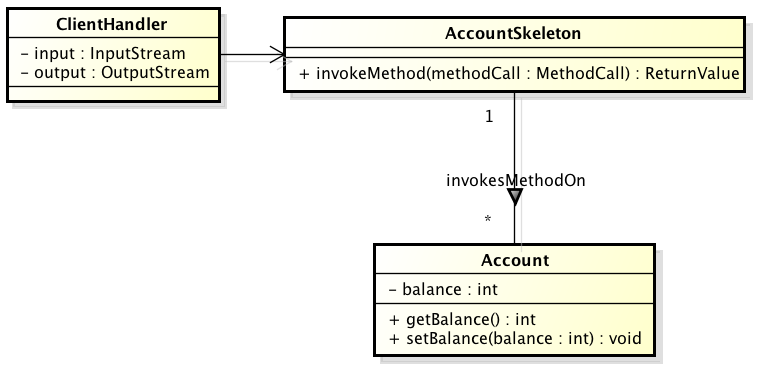 ClientHandler
- input : InputStream
- output : OutputStream
AccountSkeleton
+ invokeMethod(methodCall : MethodCall) : ReturnValue
1
invokesMethodOn
*
Account
- balance : int
+ getBalance() : int
+ setBalance(balance : int) : void